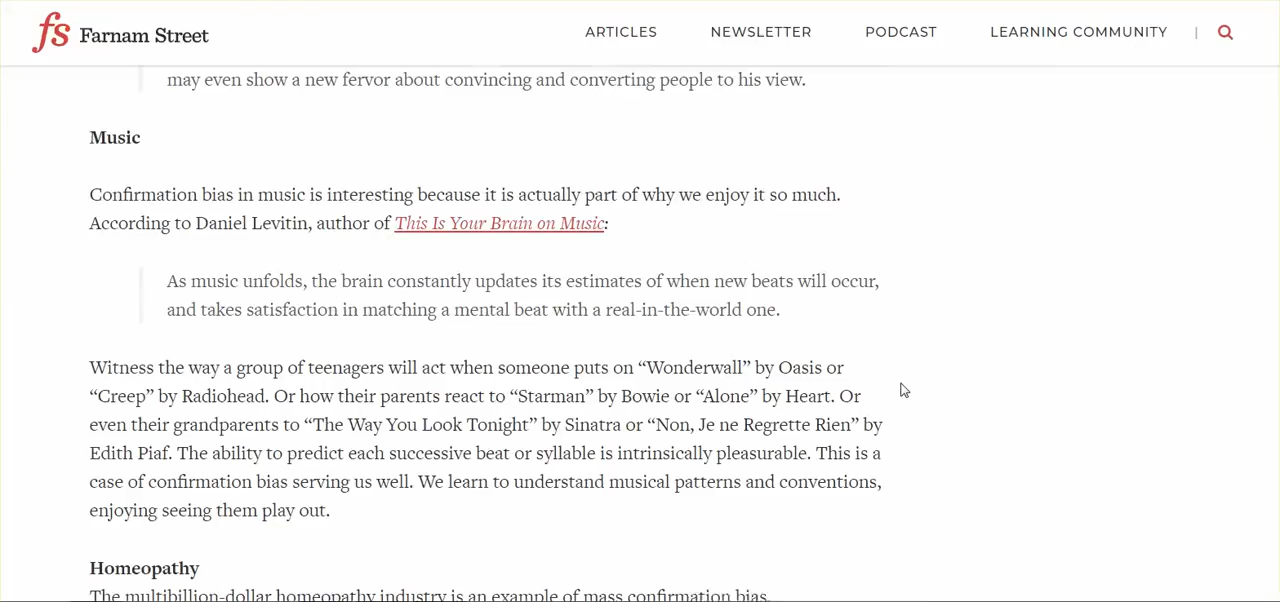 fs Farnam Street
ARTICLES NEWSLETTER PODCAST LEARNING COMMUNITY |
may even show a new fervor about convincing and converting people to his view.
Music
Confirmation bias in music is interesting because it is actually part of why we enjoy it so much.
According to Daniel Levitin, author of This Is Your Brain on Music:
As music unfolds, the brain constantly updates its estimates of when new beats will occur,
and takes satisfaction in matching a mental beat with a real-in-the-world one.
Witness the way a group of teenagers will act when someone puts on “Wonderwall” by Oasis or
“Creep” by Radiohead. Or how their parents react to “Starman” by Bowie or “Alone” by Heart. Or
even their grandparents to “The Way You Look Tonight” by Sinatra or “Non, Je ne Regrette Rien” by
Edith Piaf. The ability to predict each successive beat or syllable is intrinsically pleasurable. This is a
case of confirmation bias serving us well. We learn to understand musical patterns and conventions,
enjoying seeing them play out.
Homeopathy
The multibillion-dollar homeopathy industry is an example of mass confirmation bias.